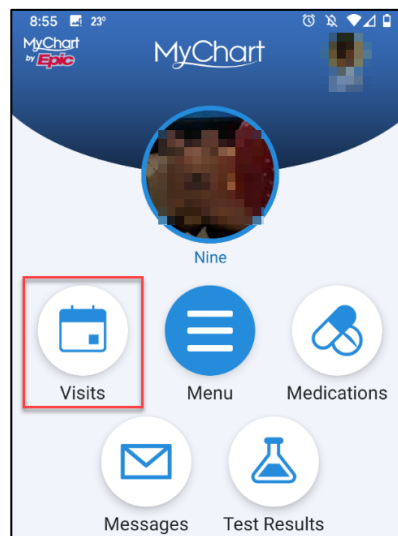 8:55 23°
MyChart
by Epic
MyChart
Nine
Visits Menu Medications
Messages Test Results